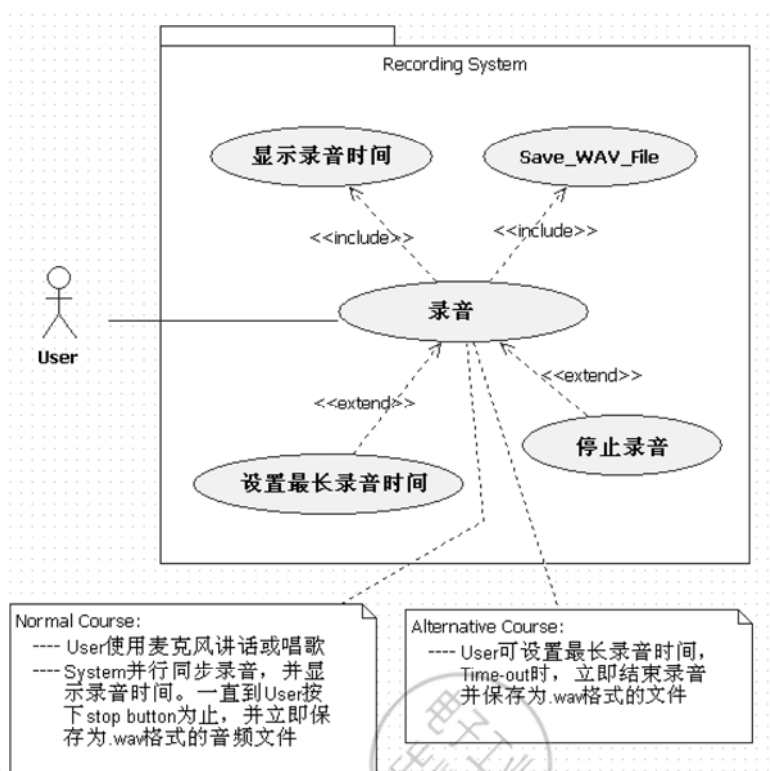 Recording System
显示录音时间
Save_WAV_File
<<include>>
<<include>>
录音
User
<<extend>>
<<extend>>
停止录音
设置最长录音时间
Normal Course:
---- User使用麦克风讲话或唱歌
---- System并行同步录音，并显
示录音时间。一直到User按
下stop button为止，并立即保
存为.wav格式的音频文件
Alternative Course:
---- User可设置最长录音时间，
Time-out时，立即结束录音
并保存为.wav格式的文件
电子工业